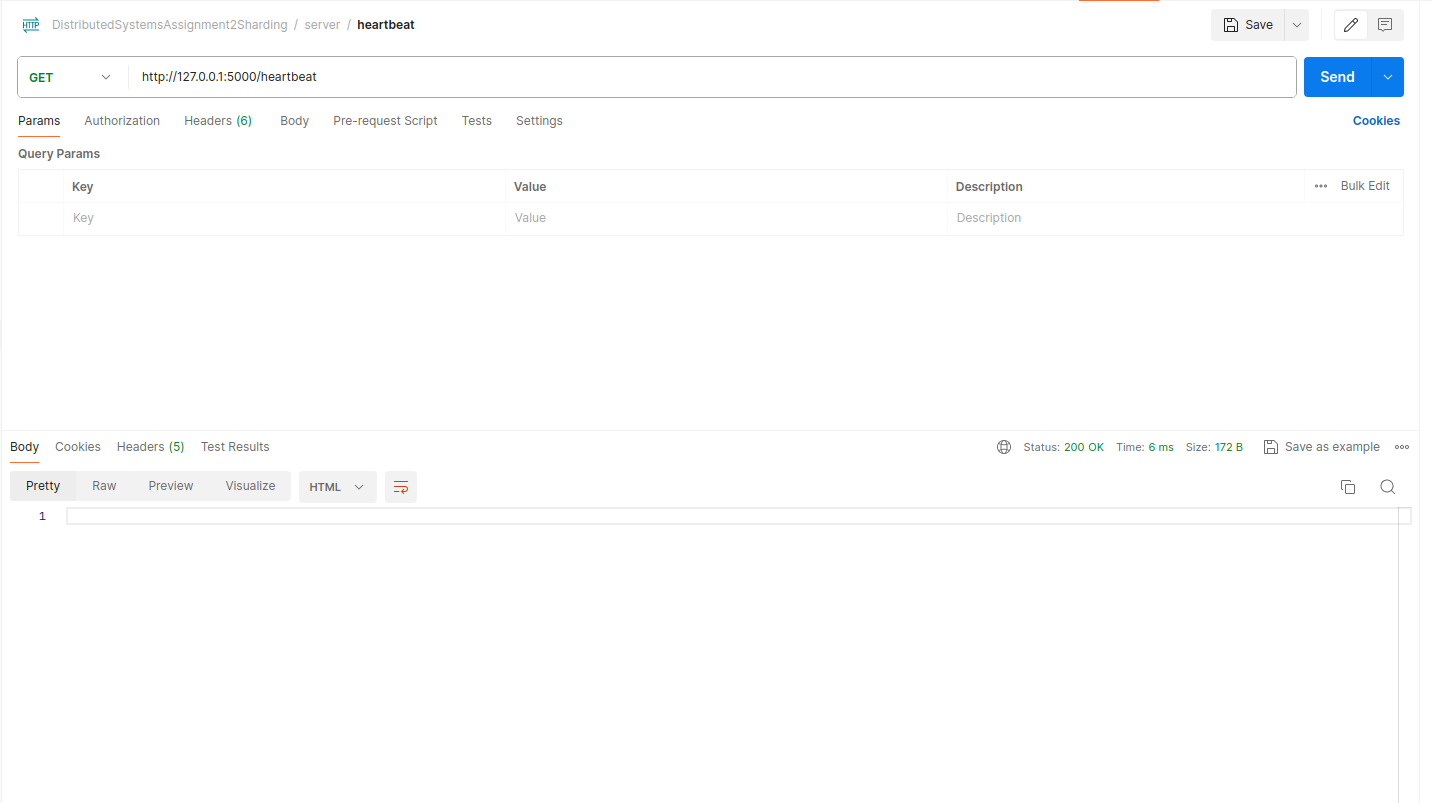 HTTP DistributedSystemsAssignment2Sharding / server / heartbeat Save
GET http://127.0.0.1:5000/heartbeat Send
Params Authorization Headers (6) Body Pre-request Script Tests Settings Cookies
Query Params
Key Value Description Bulk Edit
Key Value Description
Body Cookies Headers (5) Test Results Status: 200 OK Time: 6 ms Size: 172 B Save as example
Pretty Raw Preview Visualize HTML
1